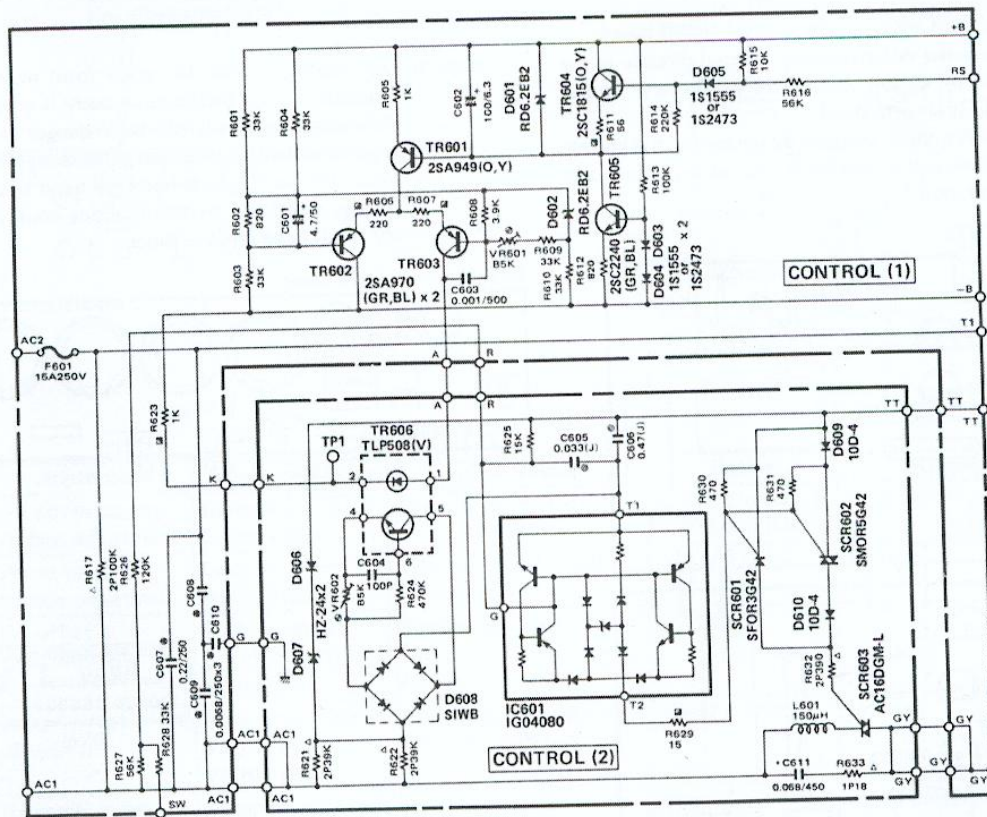 +B
RS
R615
10K
R616
56K
D605
1S1555
or
1S2473
TR604
2SC1815(O,Y)
R611
56
R614
220K
R613
100K
D601
RD6.2EB2
C602
100/6.3
R605
1K
R601
33K
R604
33K
TR601
2SA949(O,Y)
TR605
2SC2240
(GR,BL)
R602
820
C601
4.7/50
R606
220
R607
220
R608
3.9K
D602
RD6.2EB2
VR601
B5K
R609
33K
R610
33K
R612
820
D604 D603
1S1555 x 2
or
1S2473
TR602
TR603
2SA970
(GR,BL) x 2
R603
33K
C603
0.001/500
CONTROL (1)
-B
T1
AC2
F601
15A250V
A
R
A
R
TT
TT
TT
R623
1K
TR606
TLP508(V)
TP1
K
K
2
1
4
5
6
C604
100P
VR602
B5K
R624
470K
D606
HZ-24x2
D607
D608
SIWB
R621
2P39K
R622
2P39K
R625
15K
C605
0.033(J)
C606
0.47(J)
T1
G
T2
IC601
IG04080
R629
15
CONTROL (2)
R630
470
R631
470
D609
10D-4
SCR602
SMOR5G42
SCR601
SFOR3G42
D610
10D-4
R632
2P390
SCR603
AC16DGM-L
L601
150μH
C611
0.068/450
R633
1P18
GY
GY
GY
GY
GY
GY
R617
2P100K
R626
120K
C608
C610
G
G
C607
0.22/250
C609
0.0068/250x3
R628 33K
R627
56K
AC1
AC1
AC1
AC1
AC1
SW